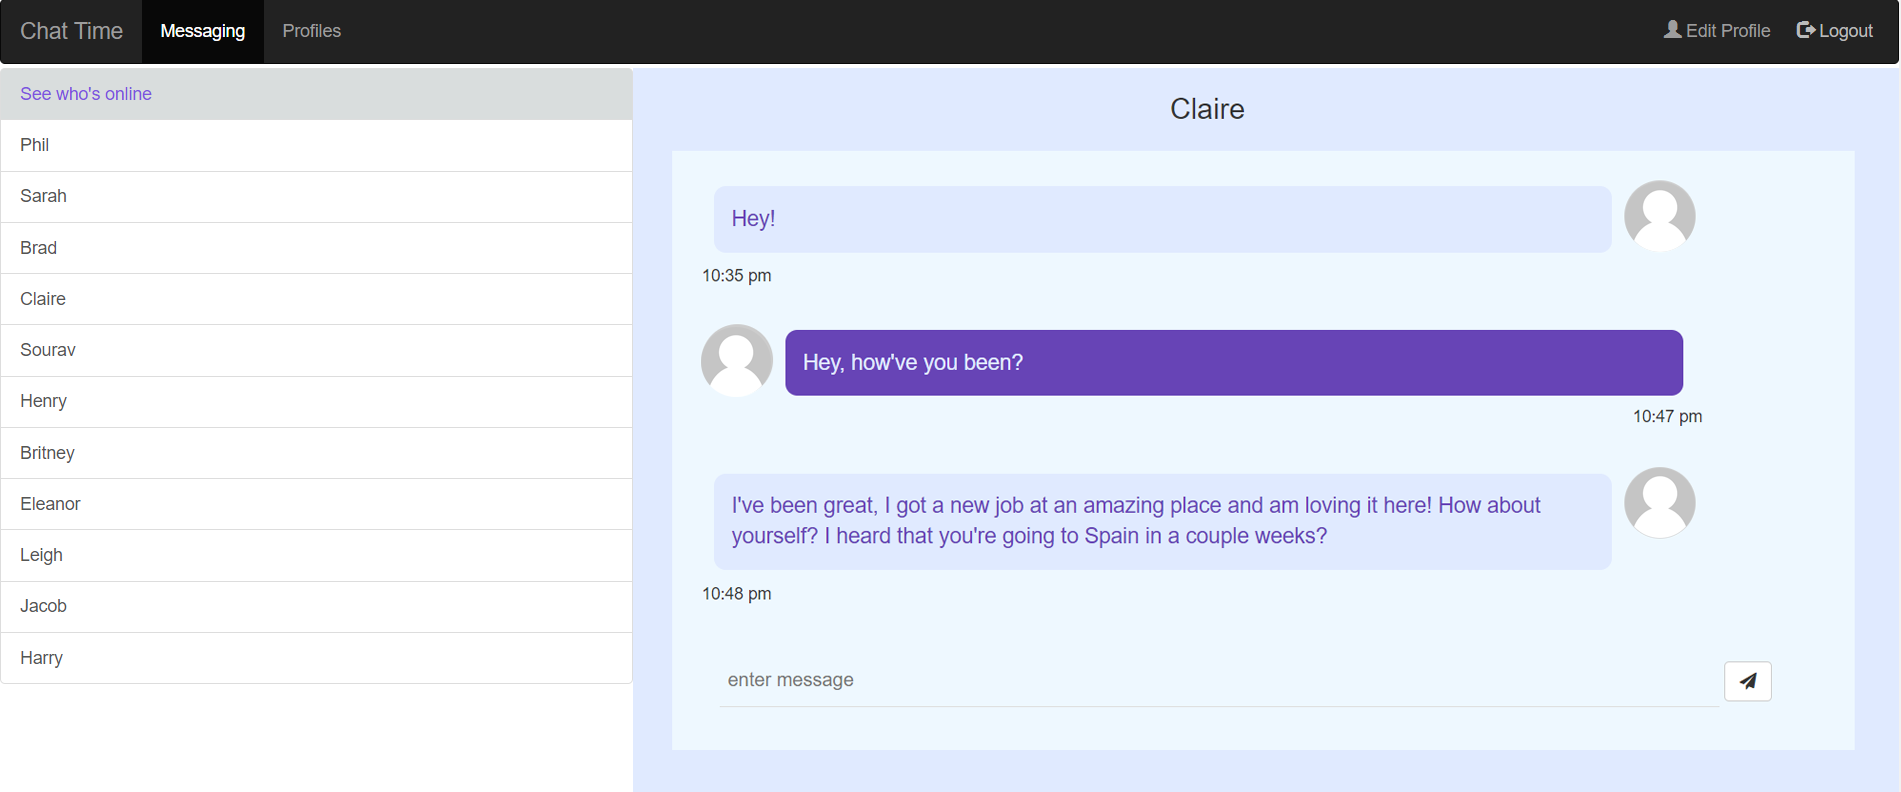 Chat Time Messaging Profiles Edit Profile Logout
See who's online
Phil
Sarah
Brad
Claire
Sourav
Henry
Britney
Eleanor
Leigh
Jacob
Harry
Claire
Hey!
10:35 pm
Hey, how've you been?
10:47 pm
I've been great, I got a new job at an amazing place and am loving it here! How about
yourself? I heard that you're going to Spain in a couple weeks?
10:48 pm
enter message